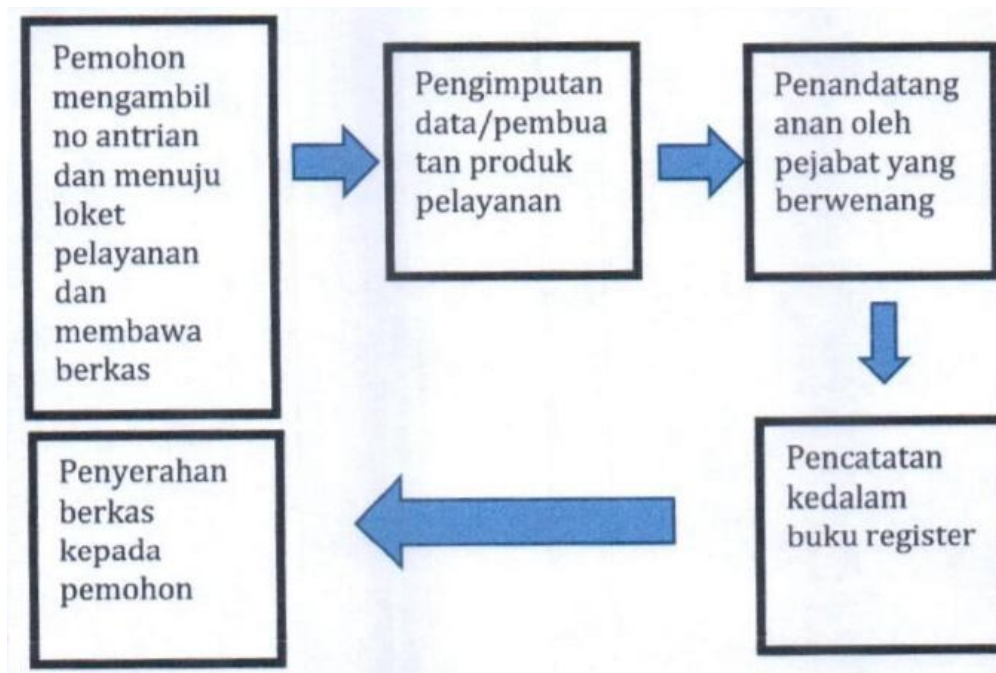 Pemohon
mengambil
no antrian
dan menuju
loket
pelayanan
dan
membawa
berkas
Pengimputan
data/pembua
tan produk
pelayanan
Penandatang
anan oleh
pejabat yang
berwenang
Pencatatan
kedalam
buku register
Penyerahan
berkas
kepada
pemohon